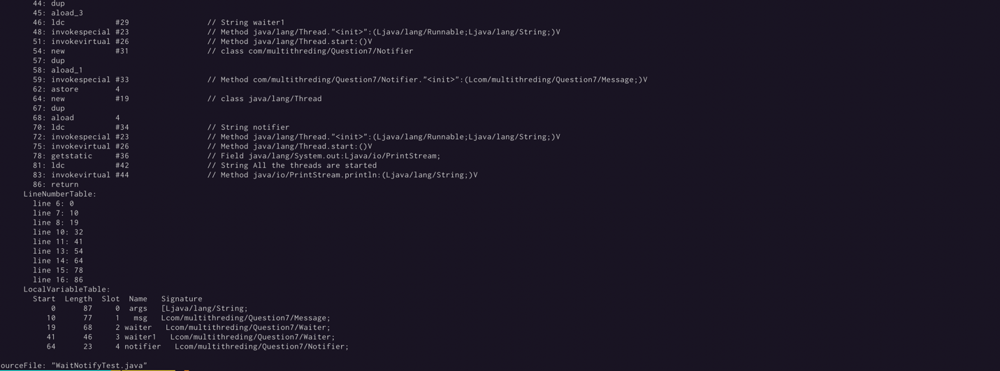 44: dup
45: aload_3
46: ldc           #29                 // String waiter1
48: invokespecial #23                 // Method java/lang/Thread."<init>":(Ljava/lang/Runnable;Ljava/lang/String;)V
51: invokevirtual #26                 // Method java/lang/Thread.start:()V
54: new           #31                 // class com/multithreding/Question7/Notifier
57: dup
58: aload_1
59: invokespecial #33                 // Method com/multithreding/Question7/Notifier."<init>":(Lcom/multithreding/Question7/Message;)V
62: astore        4
64: new           #19                 // class java/lang/Thread
67: dup
68: aload         4
70: ldc           #34                 // String notifier
72: invokespecial #23                 // Method java/lang/Thread."<init>":(Ljava/lang/Runnable;Ljava/lang/String;)V
75: invokevirtual #26                 // Method java/lang/Thread.start:()V
78: getstatic     #36                 // Field java/lang/System.out:Ljava/io/PrintStream;
81: ldc           #42                 // String All the threads are started
83: invokevirtual #44                 // Method java/io/PrintStream.println:(Ljava/lang/String;)V
86: return
LineNumberTable:
line 6: 0
line 7: 10
line 8: 19
line 10: 32
line 11: 41
line 13: 54
line 14: 64
line 15: 78
line 16: 86
LocalVariableTable:
Start  Length  Slot  Name   Signature
0      87     0  args   [Ljava/lang/String;
10      77     1   msg   Lcom/multithreding/Question7/Message;
19      68     2 waiter   Lcom/multithreding/Question7/Waiter;
41      46     3 waiter1   Lcom/multithreding/Question7/Waiter;
64      23     4 notifier   Lcom/multithreding/Question7/Notifier;
ourceFile: "WaitNotifyTest.java"